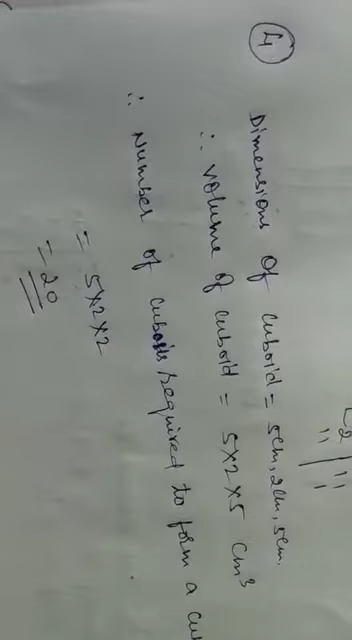 4
Dimensions of cuboid = 5cm, 2cm, 5cm.
∴ volume of cuboid = 5×2×5 cm³
∴ Number of cuboids required to form a cu
= 5×2×2
= 20